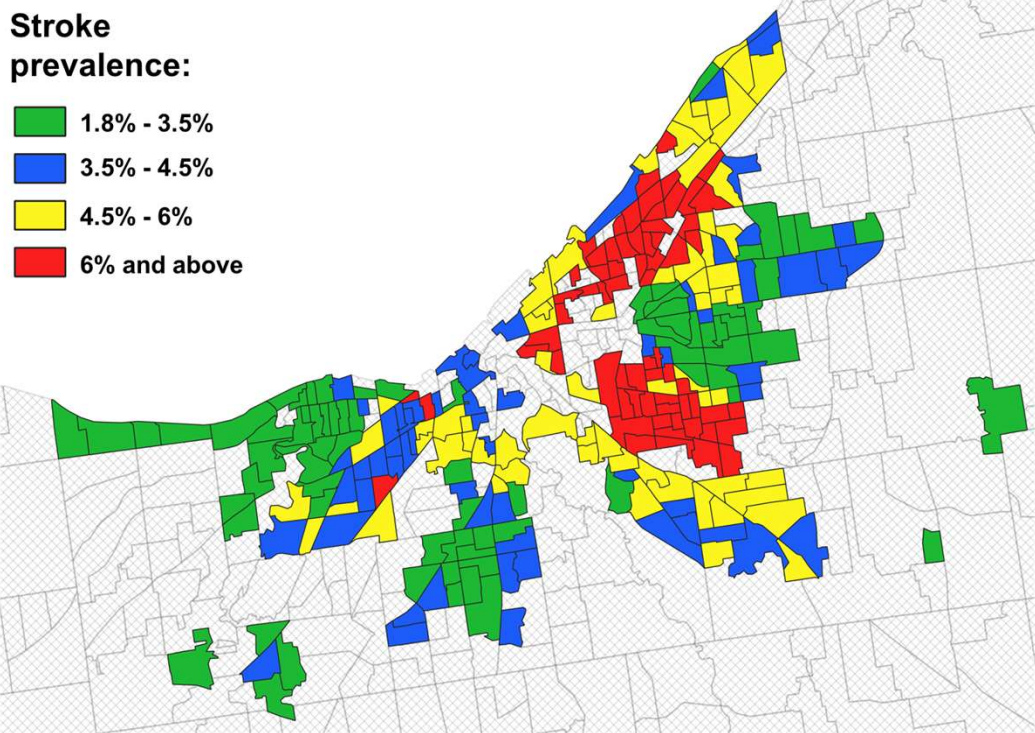 Stroke
prevalence:
1.8% - 3.5%
3.5% - 4.5%
4.5% - 6%
6% and above